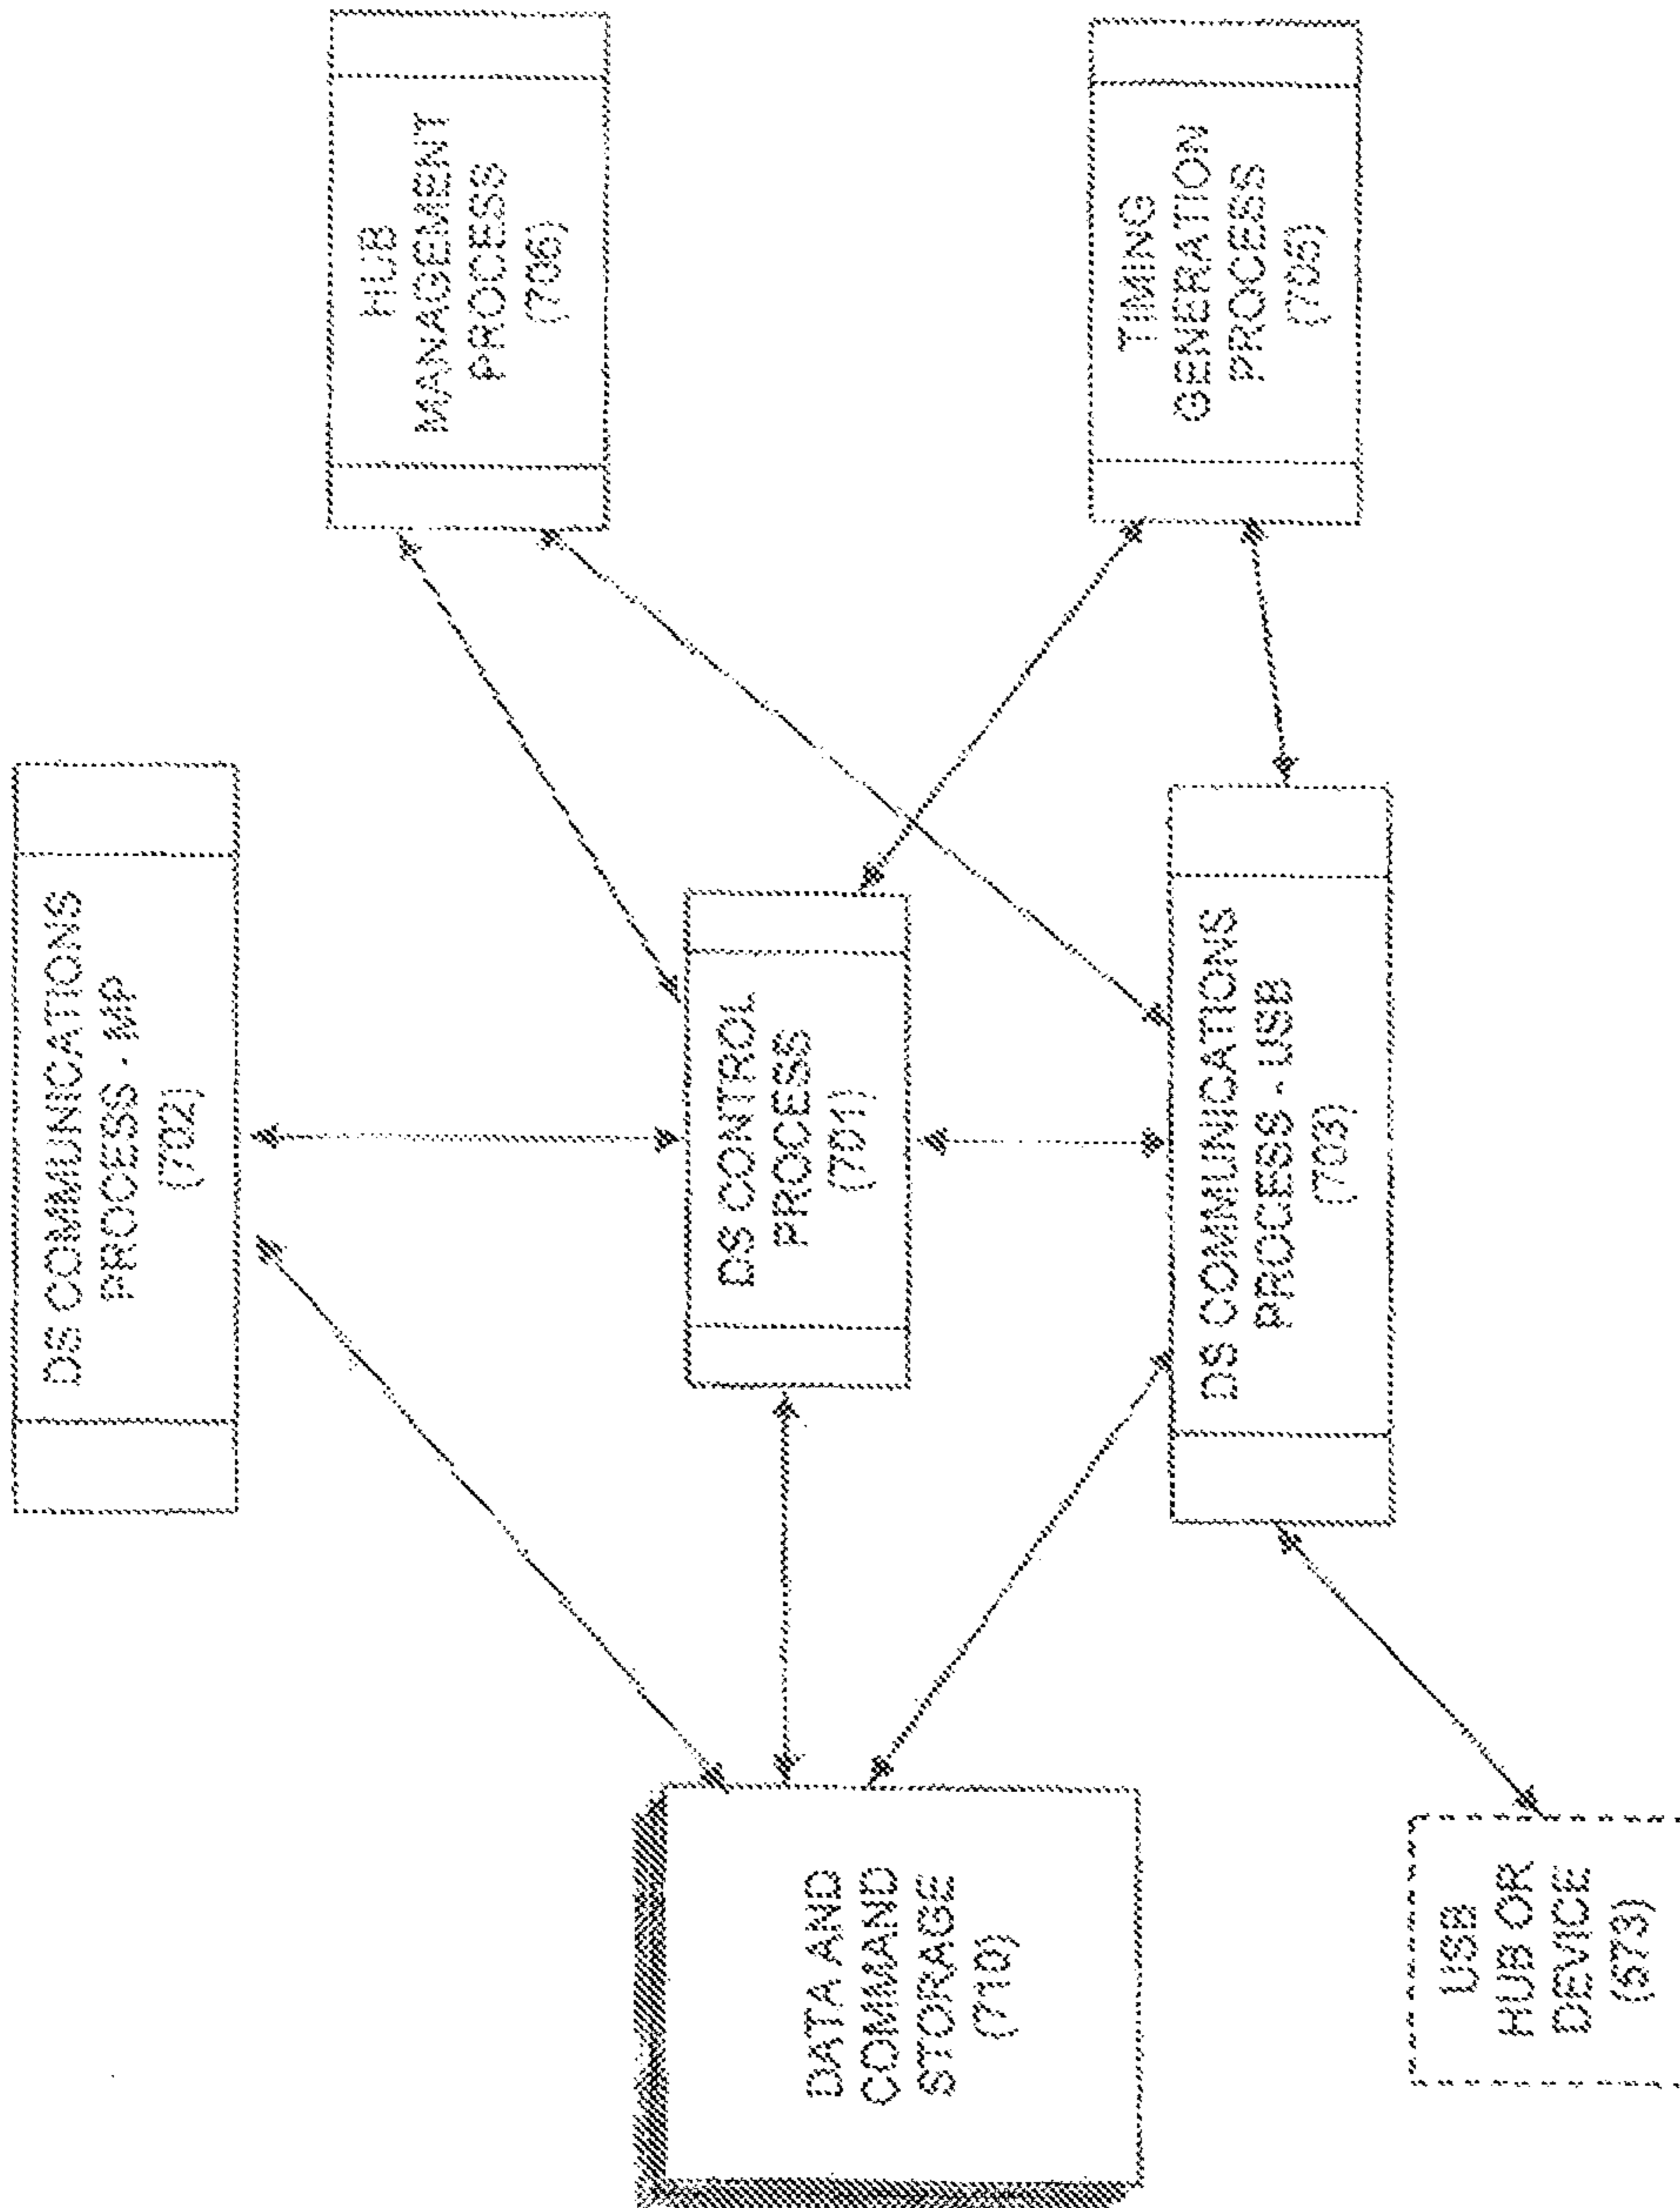 DS COMMUNICATIONS
PROCESS - MP
(702)
HUB
MANAGEMENT
PROCESS
(706)
DATA AND
COMMAND
STORAGE
(710)
DS CONTROL
PROCESS
(701)
TIMING
GENERATION
PROCESS
(705)
DS COMMUNICATIONS
PROCESS - USB
(703)
USB
HUB OR
DEVICE
(573)